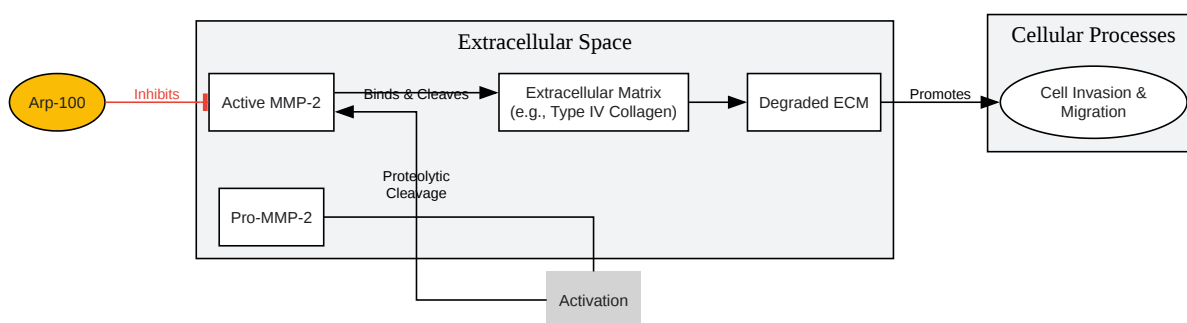 Extracellular Space
Cellular Processes
Arp-100
Inhibits
Active MMP-2
Binds & Cleaves
Extracellular Matrix
(e.g., Type IV Collagen)
Degraded ECM
Promotes
Cell Invasion &
Migration
Proteolytic
Cleavage
Pro-MMP-2
Activation